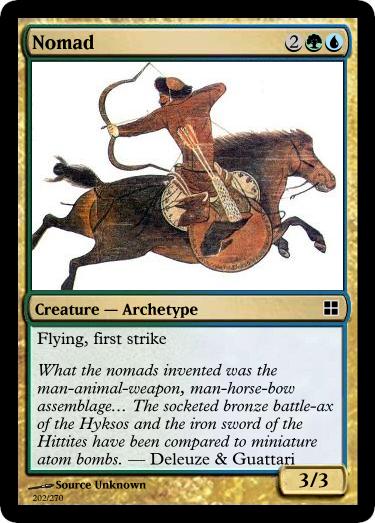 Nomad 2
Creature — Archetype
Flying, first strike
What the nomads invented was the
man-animal-weapon, man-horse-bow
assemblage... The socketed bronze battle-ax
of the Hyksos and the iron sword of the
Hittites have been compared to miniature
atom bombs. — Deleuze & Guattari
3/3
Source Unknown
202/270